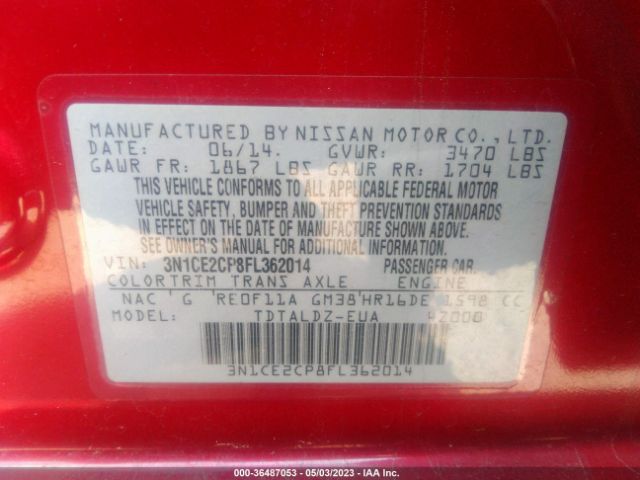 MANUFACTURED BY NISSAN MOTOR CO., LTD.
DATE: 06/14. GVWR: 3470 LBS
GAWR FR: 1867 LBS GAWR RR: 1704 LBS
THIS VEHICLE CONFORMS TO ALL APPLICABLE FEDERAL MOTOR
VEHICLE SAFETY, BUMPER AND THEFT PREVENTION STANDARDS
IN EFFECT ON THE DATE OF MANUFACTURE SHOWN ABOVE.
SEE OWNER'S MANUAL FOR ADDITIONAL INFORMATION.
VIN: 3N1CE2CP8FL362014 PASSENGER CAR.
COLOR TRIM TRANS AXLE ENGINE
NAC G RE0F11A GM38 HR16DE 1598 CC
MODEL: TDTALDZ-EUA 42000
3N1CE2CP8FL362014
000-36487053 - 05/03/2023 - IAA Inc.